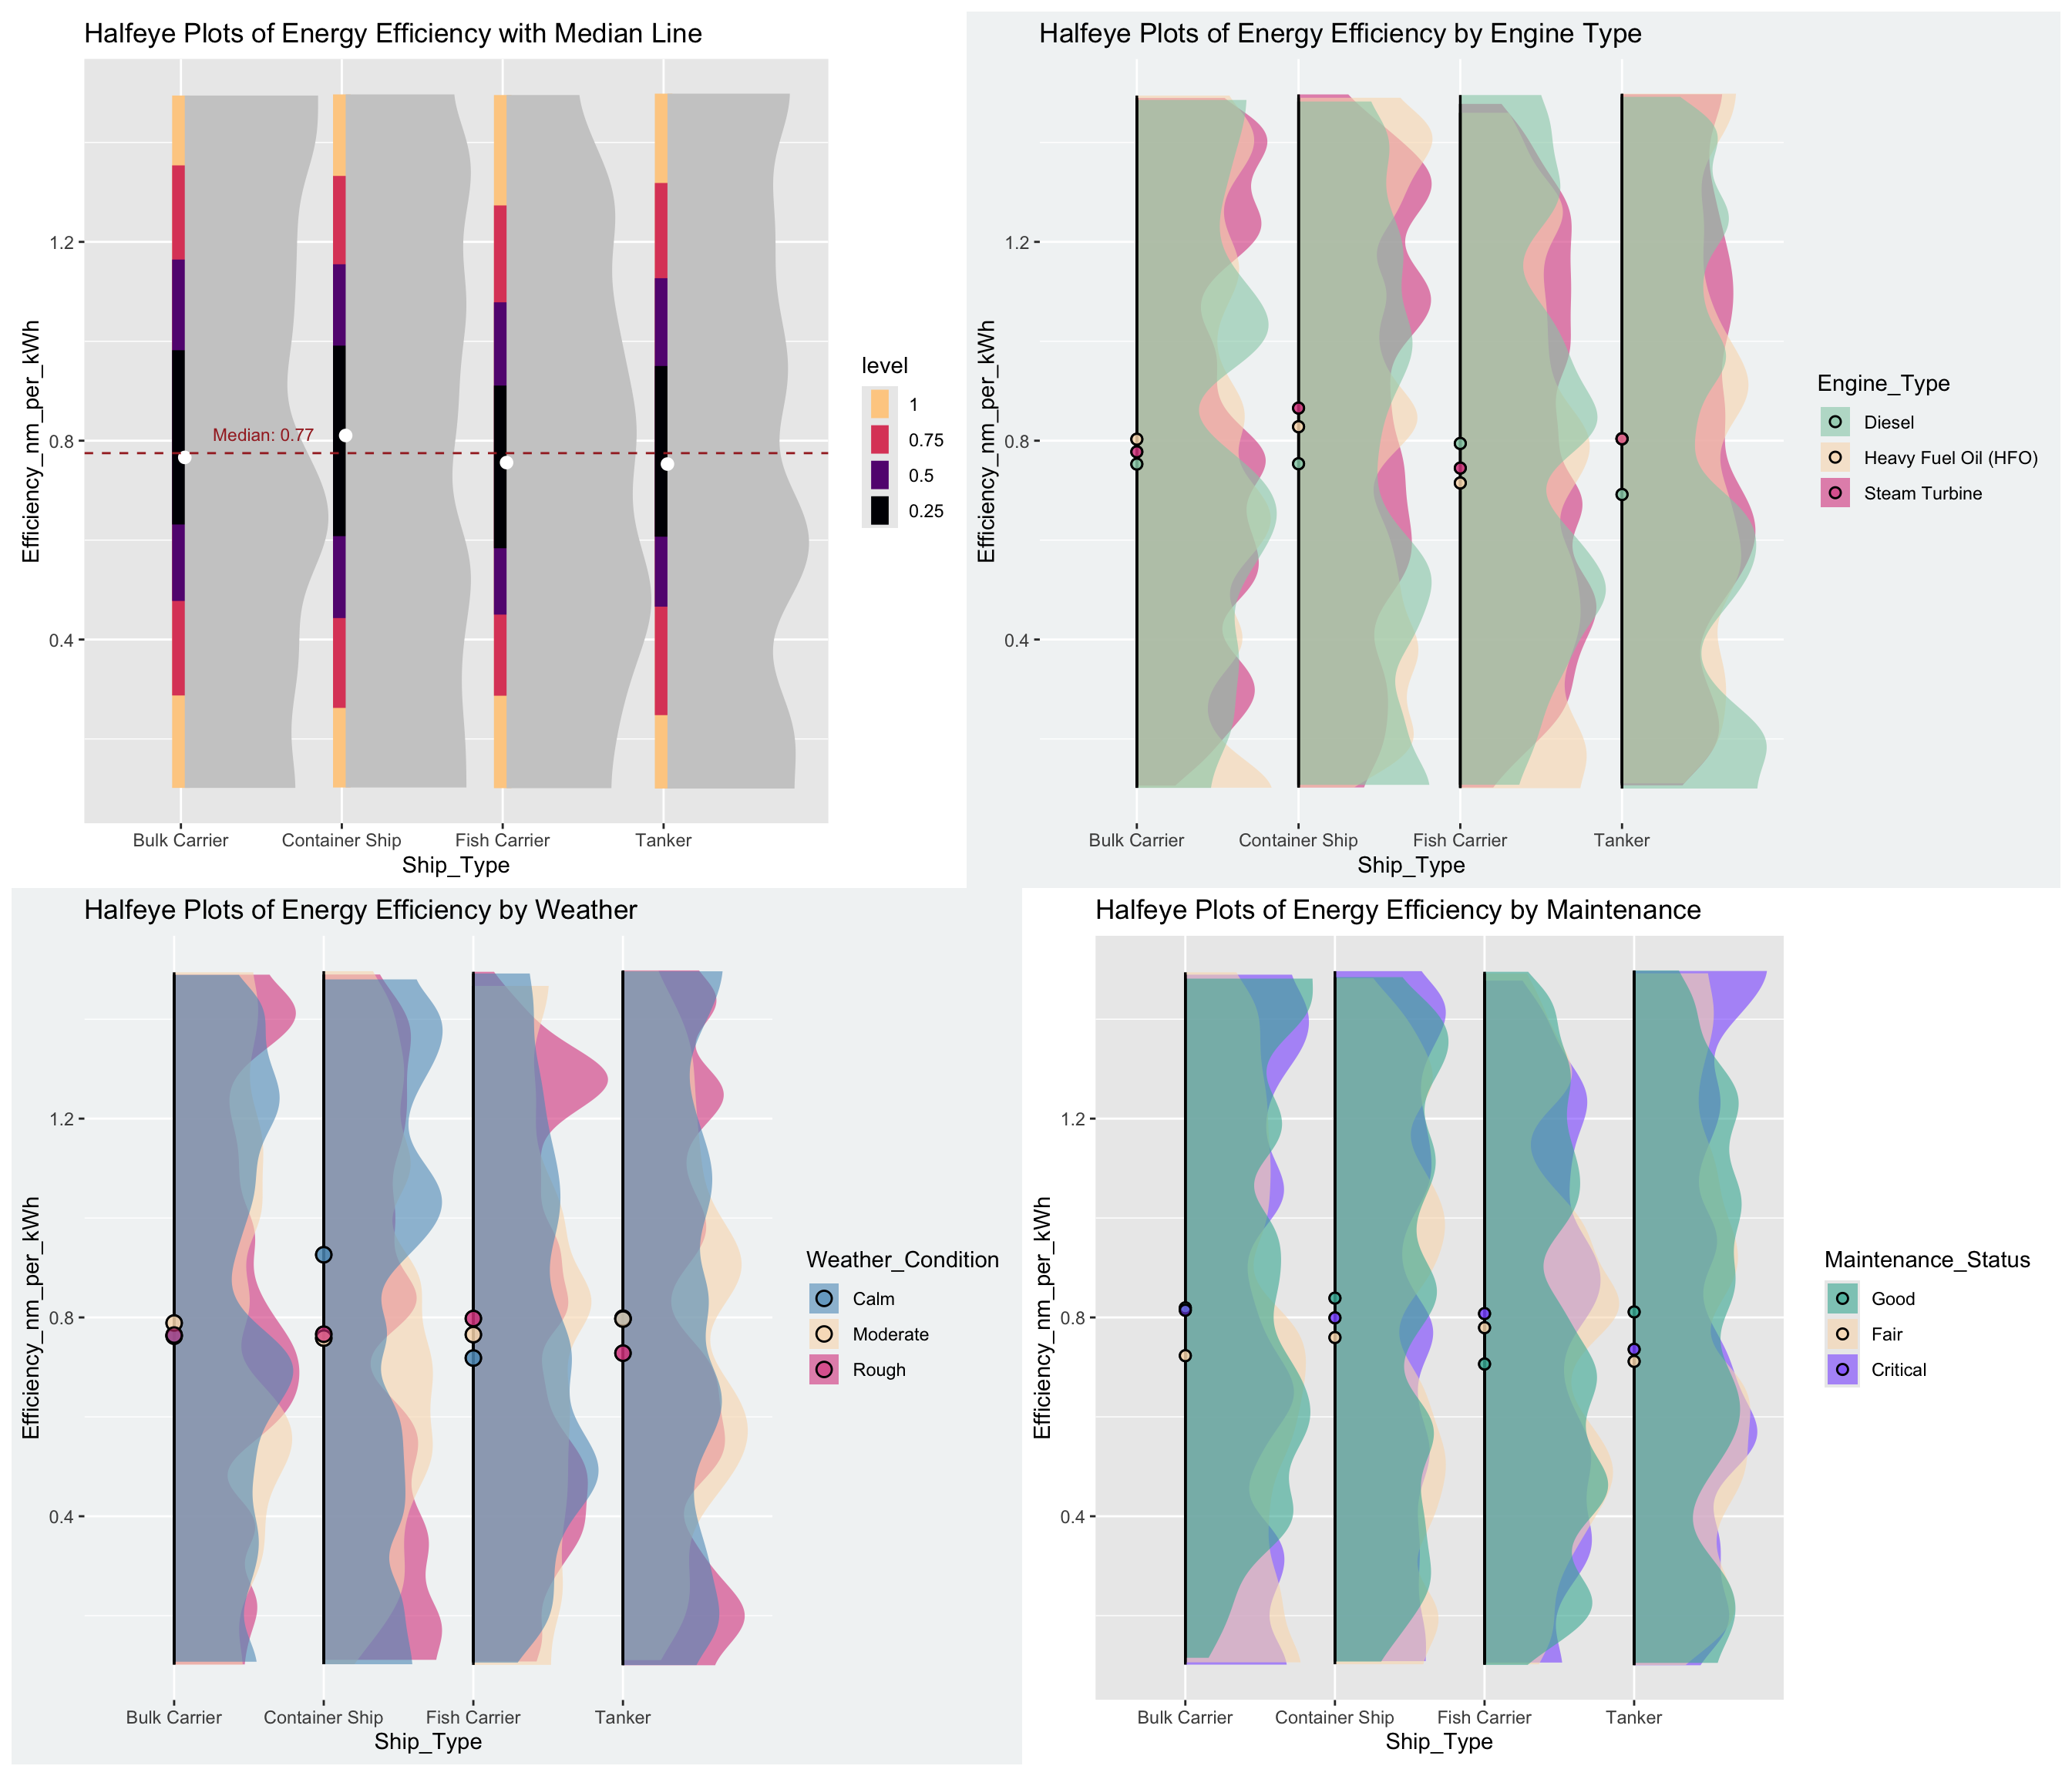 Halfeye Plots of Energy Efficiency with Median Line
Efficiency_nm_per_kWh
1.2
0.8
0.4
Median: 0.77
Bulk Carrier
Container Ship
Fish Carrier
Tanker
Ship_Type
level
1
0.75
0.5
0.25
Halfeye Plots of Energy Efficiency by Engine Type
Efficiency_nm_per_kWh
1.2
0.8
0.4
Bulk Carrier
Container Ship
Fish Carrier
Tanker
Ship_Type
Engine_Type
Diesel
Heavy Fuel Oil (HFO)
Steam Turbine
Halfeye Plots of Energy Efficiency by Weather
Efficiency_nm_per_kWh
1.2
0.8
0.4
Bulk Carrier
Container Ship
Fish Carrier
Tanker
Ship_Type
Weather_Condition
Calm
Moderate
Rough
Halfeye Plots of Energy Efficiency by Maintenance
Efficiency_nm_per_kWh
1.2
0.8
0.4
Bulk Carrier
Container Ship
Fish Carrier
Tanker
Ship_Type
Maintenance_Status
Good
Fair
Critical